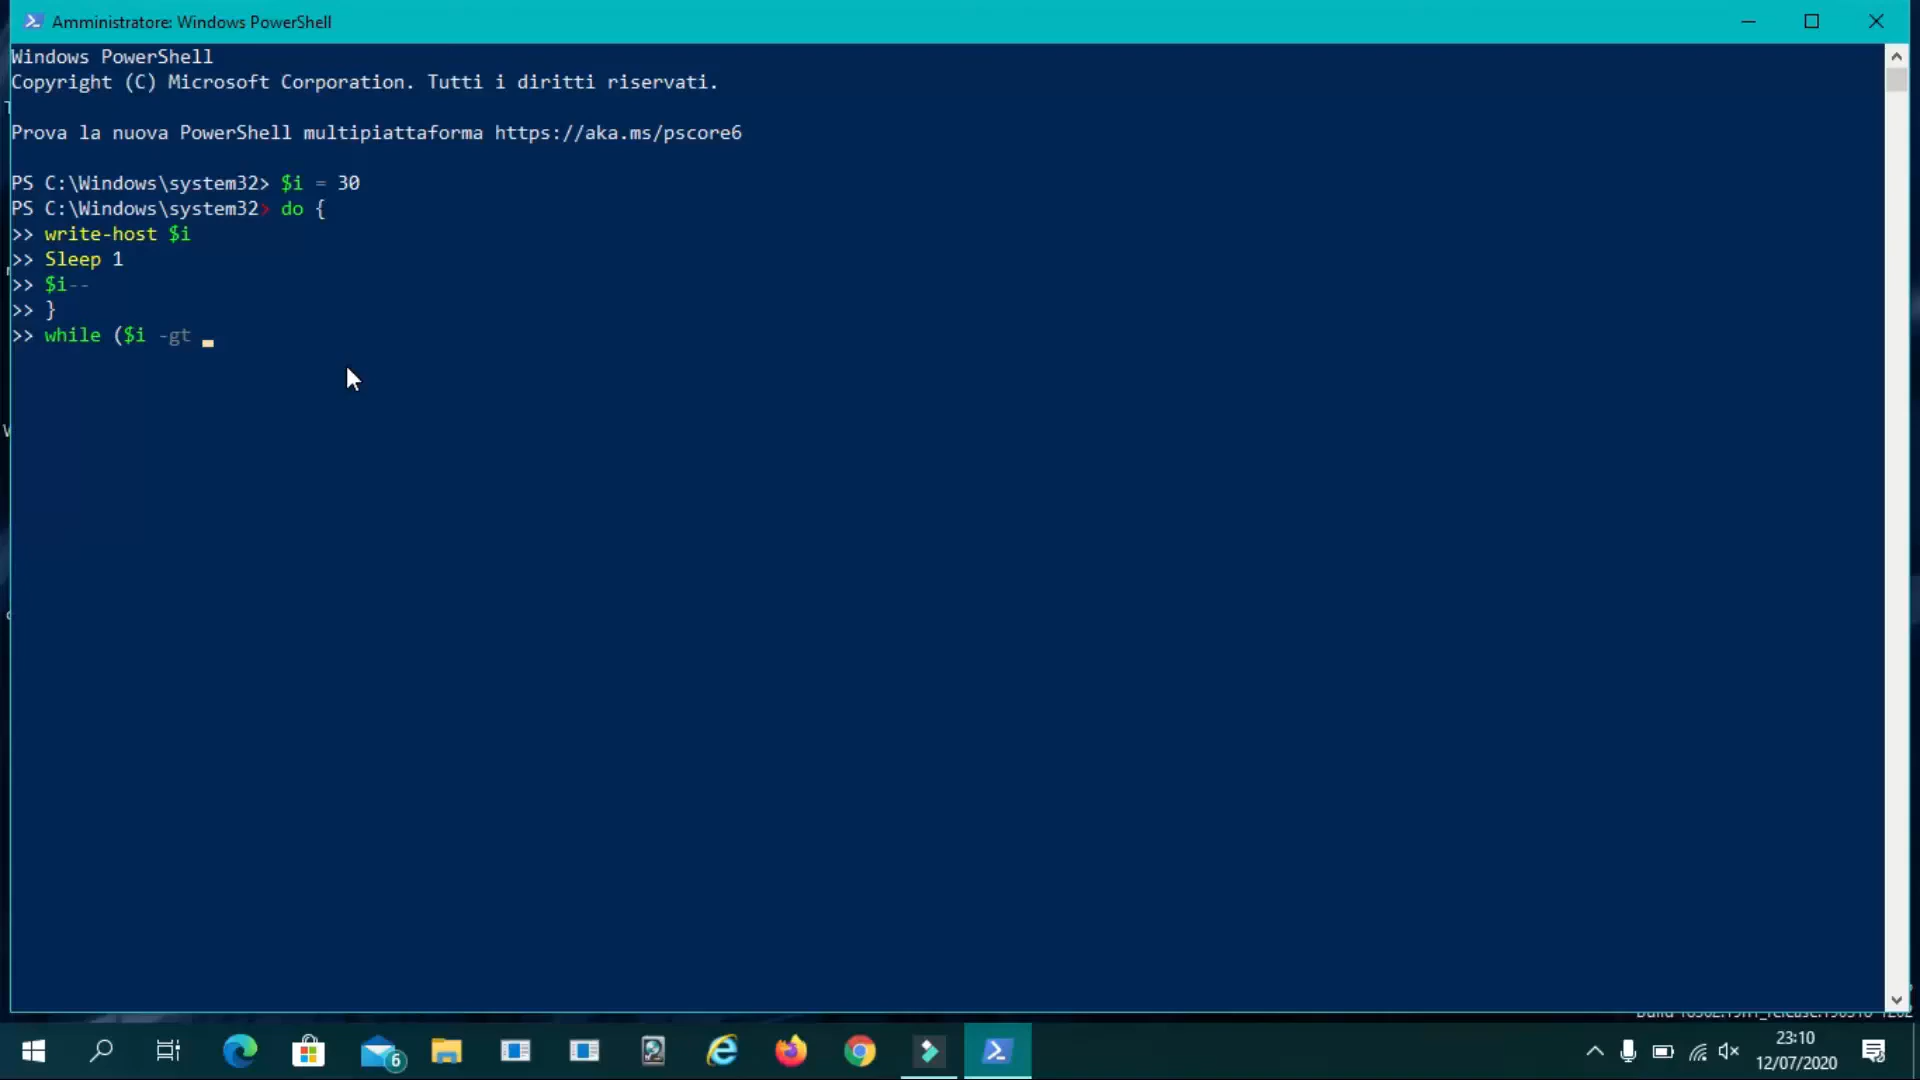 Amministratore: Windows PowerShell
Windows PowerShell
Copyright (C) Microsoft Corporation. Tutti i diritti riservati.
Prova la nuova PowerShell multipiattaforma https://aka.ms/pscore6
PS C:\Windows\system32> $i = 30
PS C:\Windows\system32> do {
>> write-host $i
>> Sleep 1
>> $i--
>> }
>> while ($i -gt _
6
23:10
12/07/2020